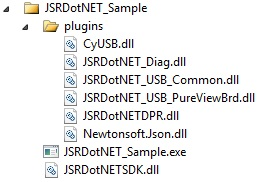 JSRDotNET_Sample
plugins
CyUSB.dll
JSRDotNET_Diag.dll
JSRDotNET_USB_Common.dll
JSRDotNET_USB_PureViewBrd.dll
JSRDotNETDPR.dll
Newtonsoft.Json.dll
JSRDotNET_Sample.exe
JSRDotNETSDK.dll